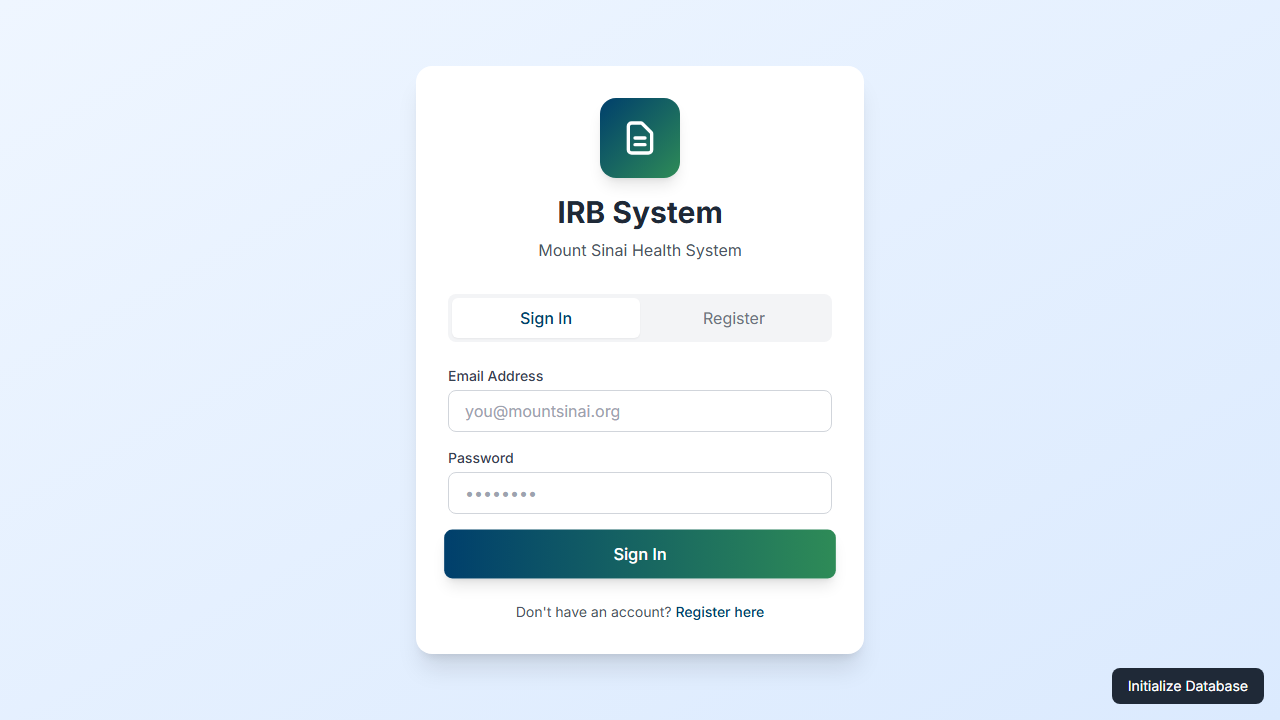 IRB System
Mount Sinai Health System
Sign In
Register
Email Address
you@mountsinai.org
Password
••••••••
Sign In
Don't have an account? Register here
Initialize Database